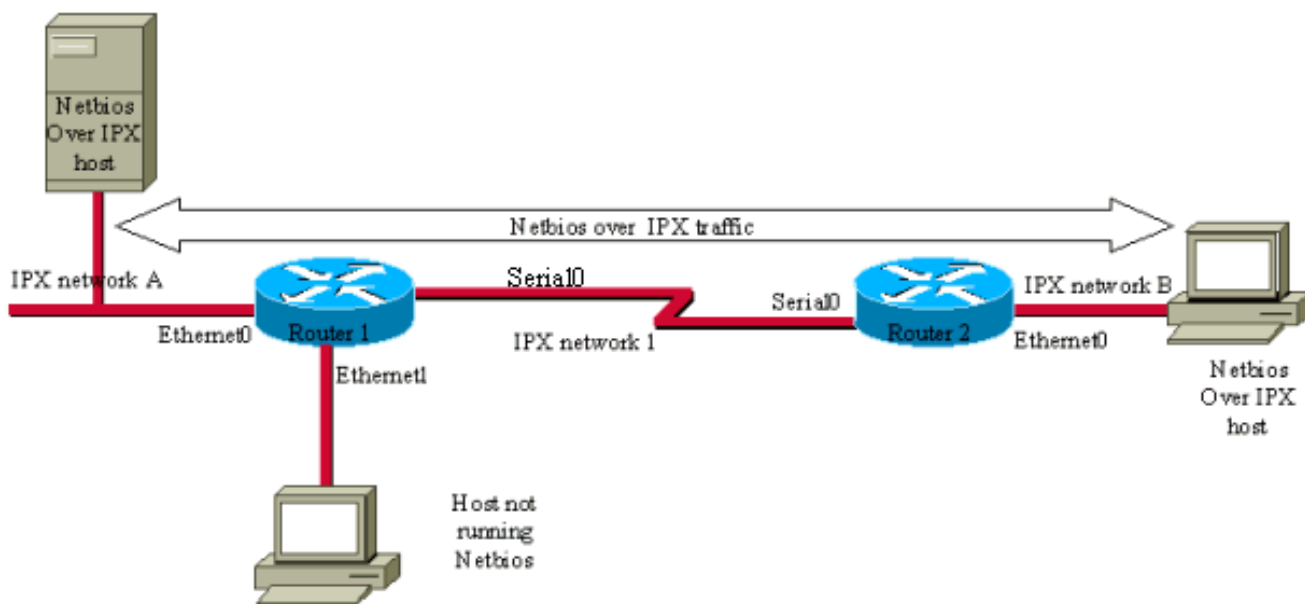 Netbios
Over IPX
host
Netbios over IPX traffic
IPX network A
Serial0
IPX network B
Ethernet0
Router 1
Serial0
Router 2
IPX network 1
Ethernet0
Ethernet1
Netbios
Over IPX
host
Host not
running
Netbios